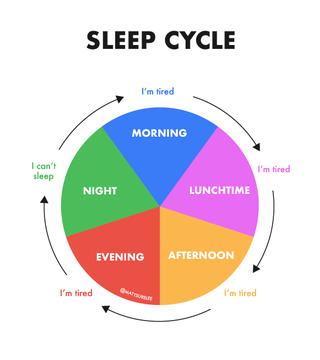 SLEEP CYCLE
I'm tired
MORNING
I'm tired
LUNCHTIME
I can't
sleep
NIGHT
AFTERNOON
EVENING
I'm tired
I'm tired
@MATTSURELEE